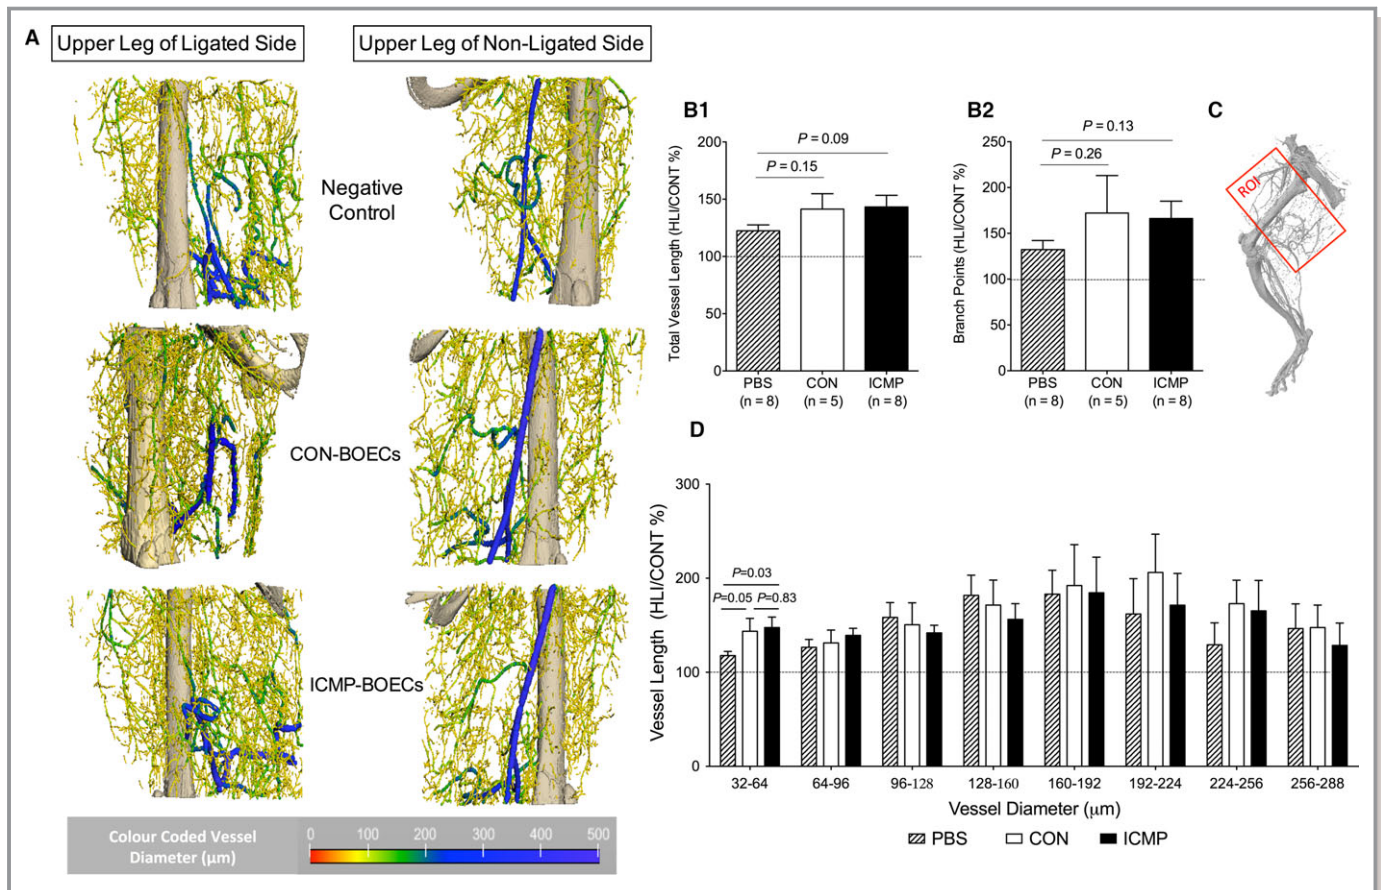 A
Upper Leg of Ligated Side
Upper Leg of Non-Ligated Side
Negative
Control
CON-BOECs
ICMP-BOECs
Colour Coded Vessel
Diameter (µm)
0 100 200 300 400 500
B1
Total Vessel Length (HLI/CONT %)
200
150
100
50
0
P = 0.09
P = 0.15
PBS CON ICMP
(n = 8) (n = 5) (n = 8)
B2
Branch Points (HLI/CONT %)
250
200
150
100
50
0
P = 0.13
P = 0.26
PBS CON ICMP
(n = 8) (n = 5) (n = 8)
C
ROI
D
Vessel Length (HLI/CONT %)
300
200
100
0
P=0.03
P=0.05 P=0.83
32-64 64-96 96-128 128-160 160-192 192-224 224-256 256-288
Vessel Diameter (µm)
PBS CON ICMP